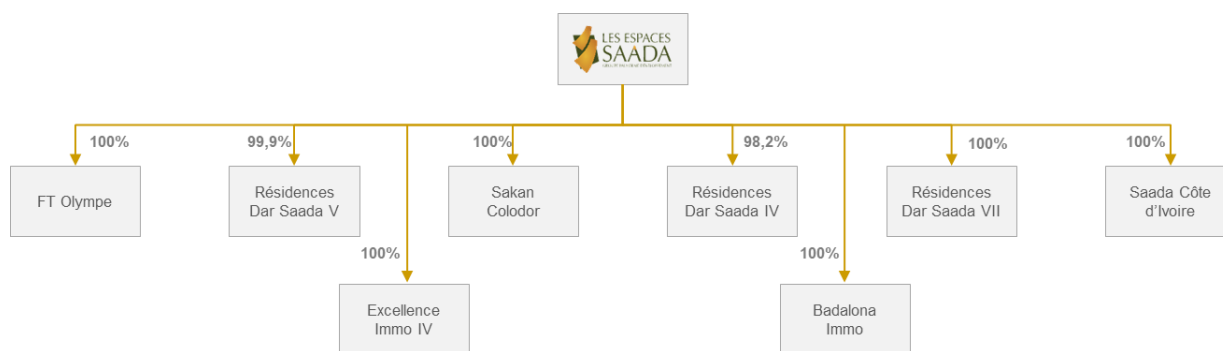 LES ESPACES
SAADA
100%
99,9%
100%
98,2%
100%
100%
FT Olympe
Résidences
Dar Saada V
Sakan
Colodor
Résidences
Dar Saada IV
Résidences
Dar Saada VII
Saada Côte
d’Ivoire
100%
100%
Excellence
Immo IV
Badalona
Immo